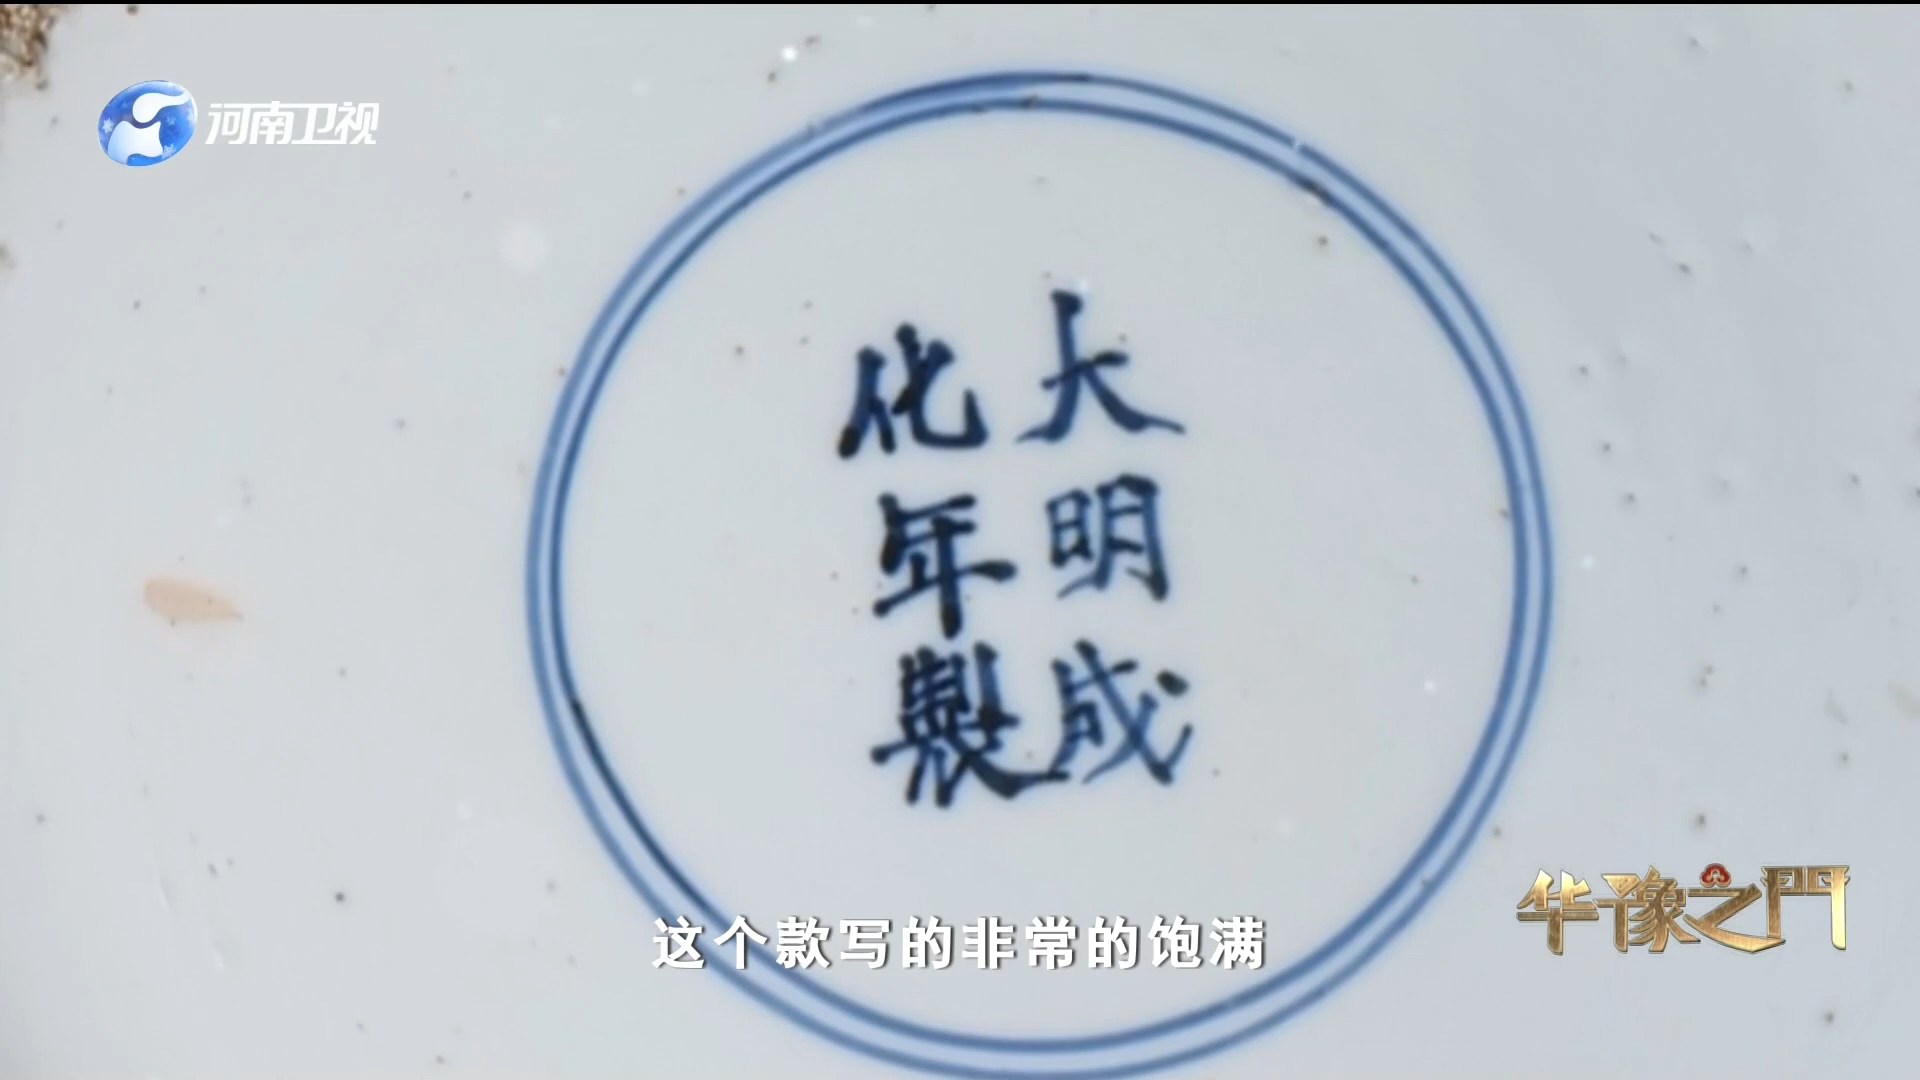 河南卫视
大明成
化年製
这个款写的非常的饱满
华豫之门